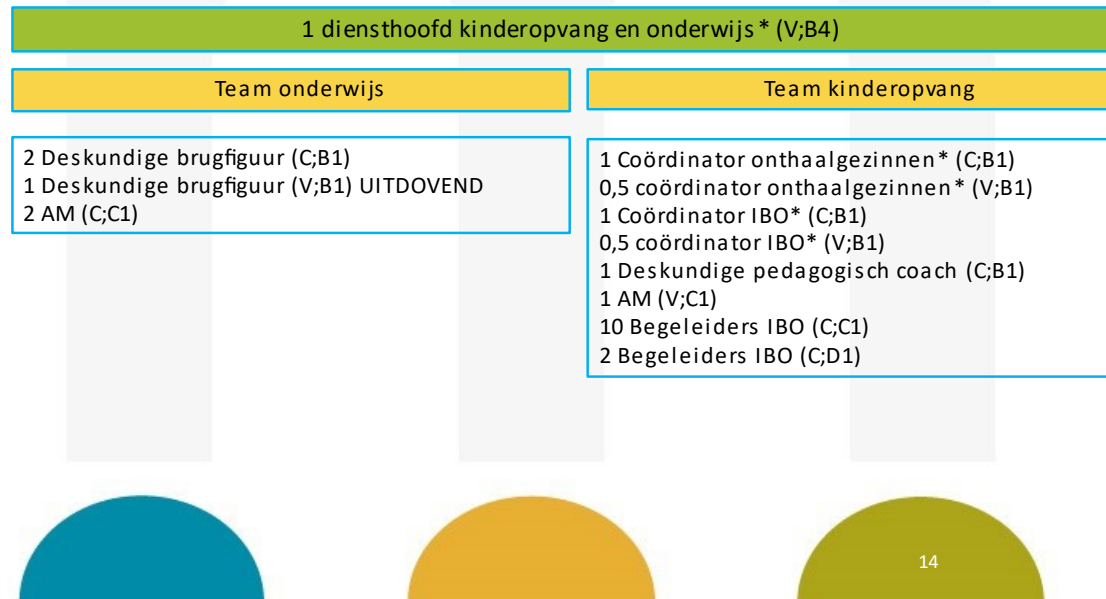 1 diensthoofd kinderopvang en onderwijs* (V;B4)
Team onderwijs
2 Deskundige brugfiguur (C;B1)
1 Deskundige brugfiguur (V;B1) UITDOVEND
2 AM (C;C1)
Team kinderopvang
1 Coördinator onthaalgezinnen* (C;B1)
0,5 coördinator onthaalgezinnen* (V;B1)
1 Coördinator IBO* (C;B1)
0,5 coördinator IBO* (V;B1)
1 Deskundige pedagogisch coach (C;B1)
1 AM (V;C1)
10 Begeleiders IBO (C;C1)
2 Begeleiders IBO (C;D1)
14